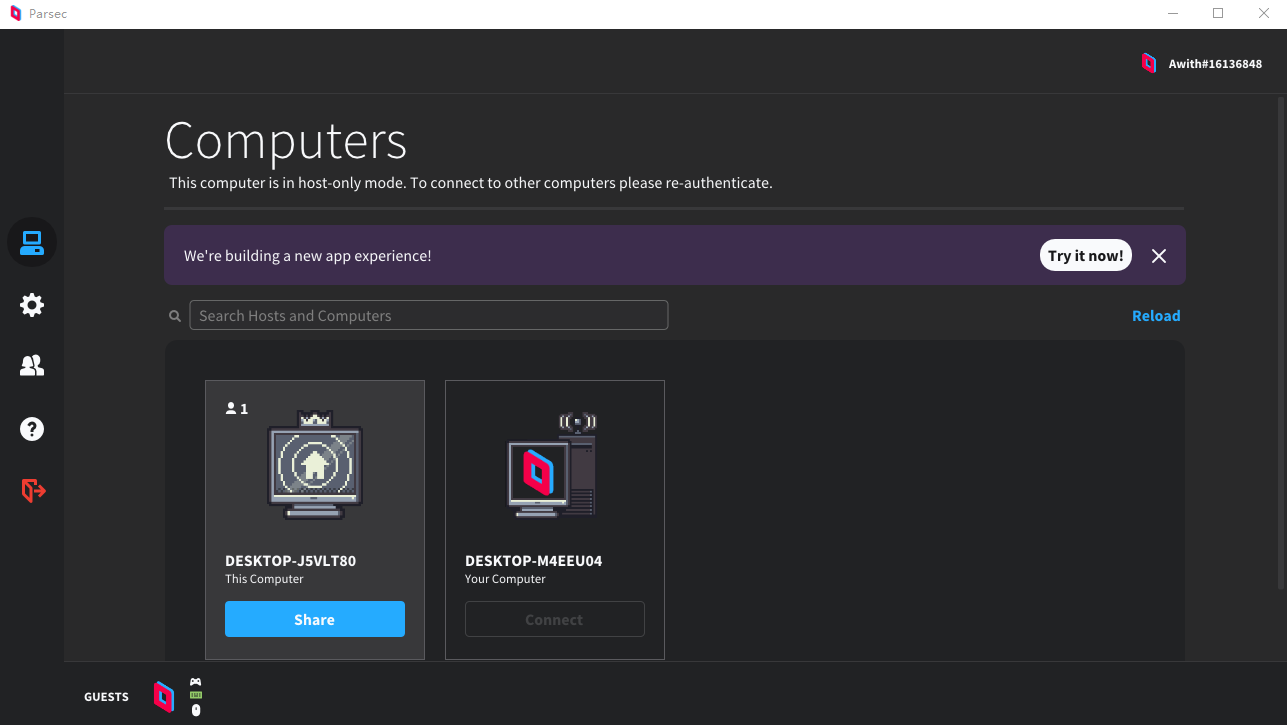 Parsec
Awith#16136848
Computers
This computer is in host-only mode. To connect to other computers please re-authenticate.
We're building a new app experience!
Try it now!
Search Hosts and Computers
Reload
1
DESKTOP-J5VLT80
This Computer
Share
DESKTOP-M4EEU04
Your Computer
Connect
GUESTS